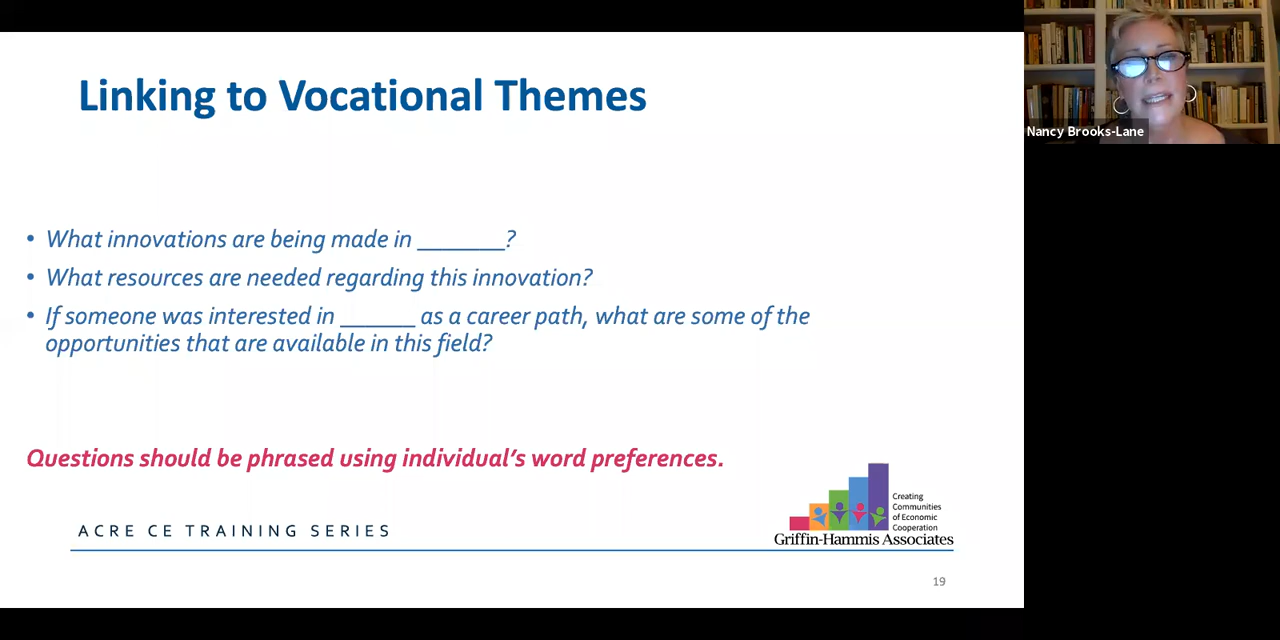 Linking to Vocational Themes
• What innovations are being made in _______?
• What resources are needed regarding this innovation?
• If someone was interested in ______ as a career path, what are some of the
opportunities that are available in this field?
Questions should be phrased using individual's word preferences.
ACRE CE TRAINING SERIES
Creating
Communities
of Economic
Cooperation
Griffin-Hammis Associates
19
Nancy Brooks-Lane